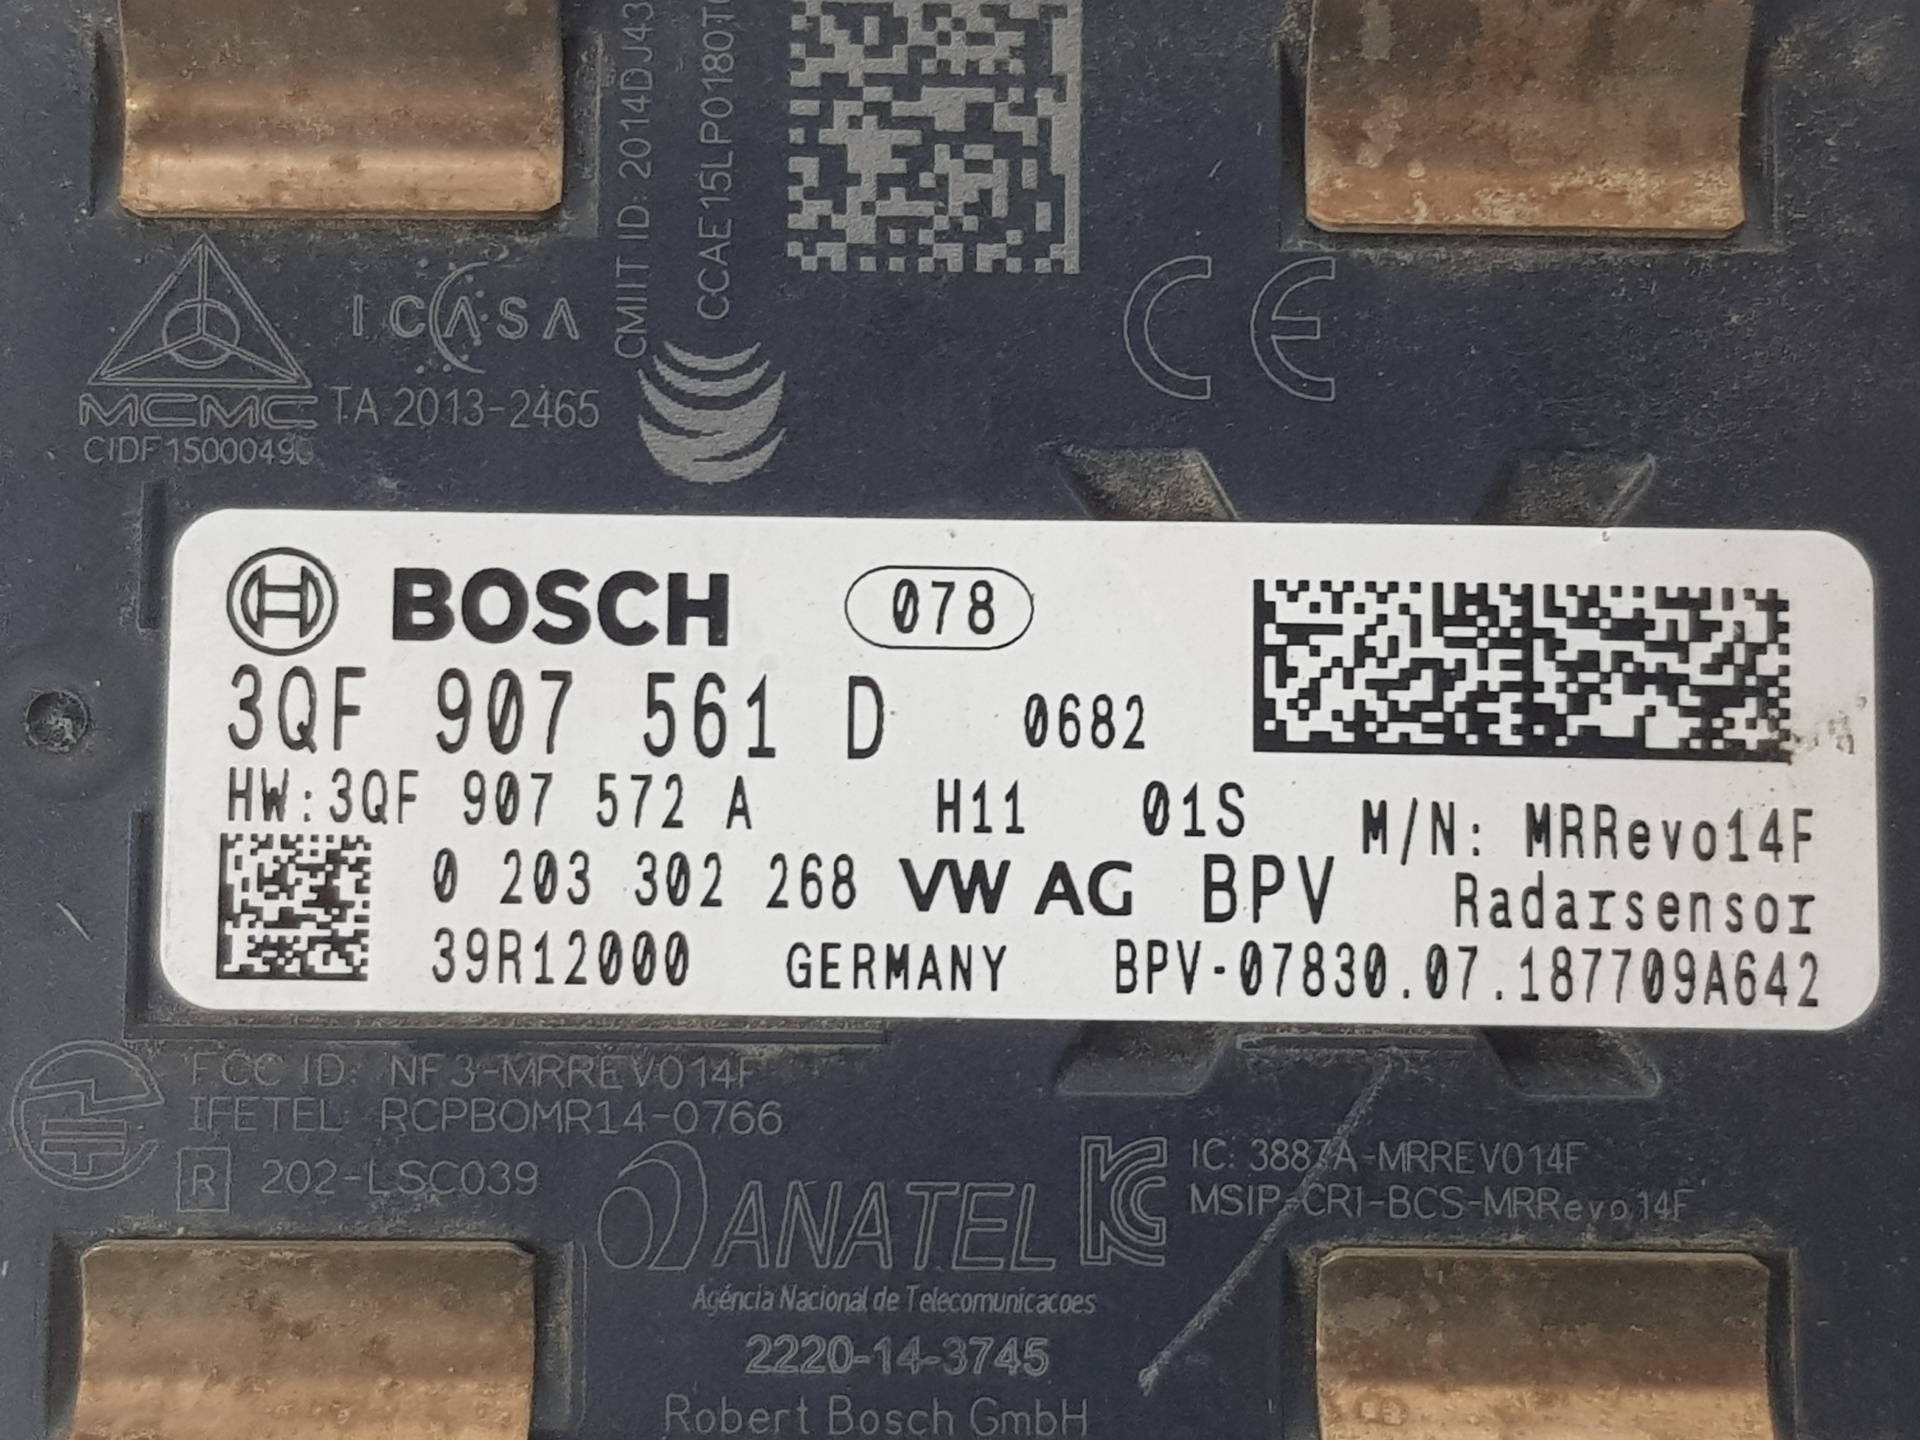 CMIIT ID: 2014DJ43
CCAE15LP0180T
ICASA
TA 2013-2465
MCMC
CE
BOSCH 078
3QF 907 561 D 0682
HW:3QF 907 572 A H11 01S
M/N: MRRevo14F
0 203 302 268 VW AG BPV
Radarsensor
39R12000 GERMANY BPV-07830.07.187709A642
FCC ID: NF3-MRREVO14F
IFETEL: RCPBOMR14-0766
R 202-LSC039
ANATEL
Agência Nacional de Telecomunicacoes
2220-14-3745
Robert Bosch GmbH
KC
IC: 3887A-MRREVO14F
MSIP-CRI-BCS-MRRevo14F